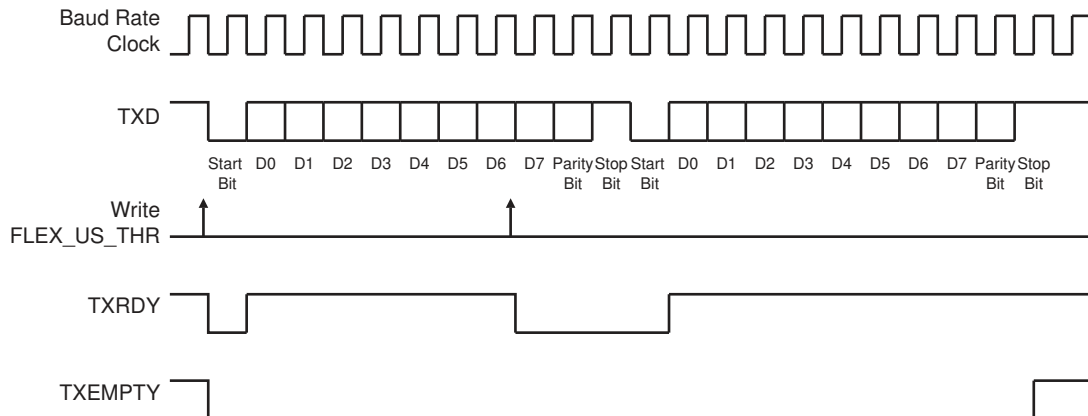 Baud Rate
Clock
TXD
Start D0 D1 D2 D3 D4 D5 D6 D7 Parity Stop Start D0 D1 D2 D3 D4 D5 D6 D7 Parity Stop
Bit Bit Bit Bit Bit Bit
Write
FLEX_US_THR
TXRDY
TXEMPTY